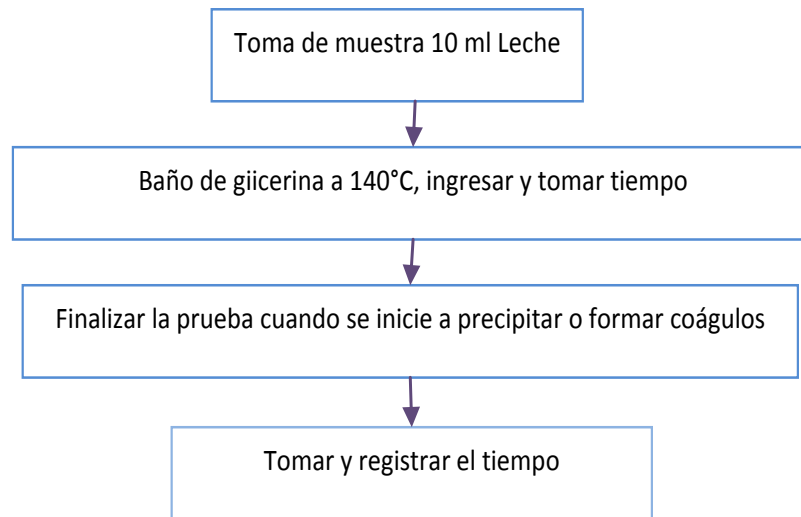 Toma de muestra 10 ml Leche
Baño de giicerina a 140°C, ingresar y tomar tiempo
Finalizar la prueba cuando se inicie a precipitar o formar coágulos
Tomar y registrar el tiempo